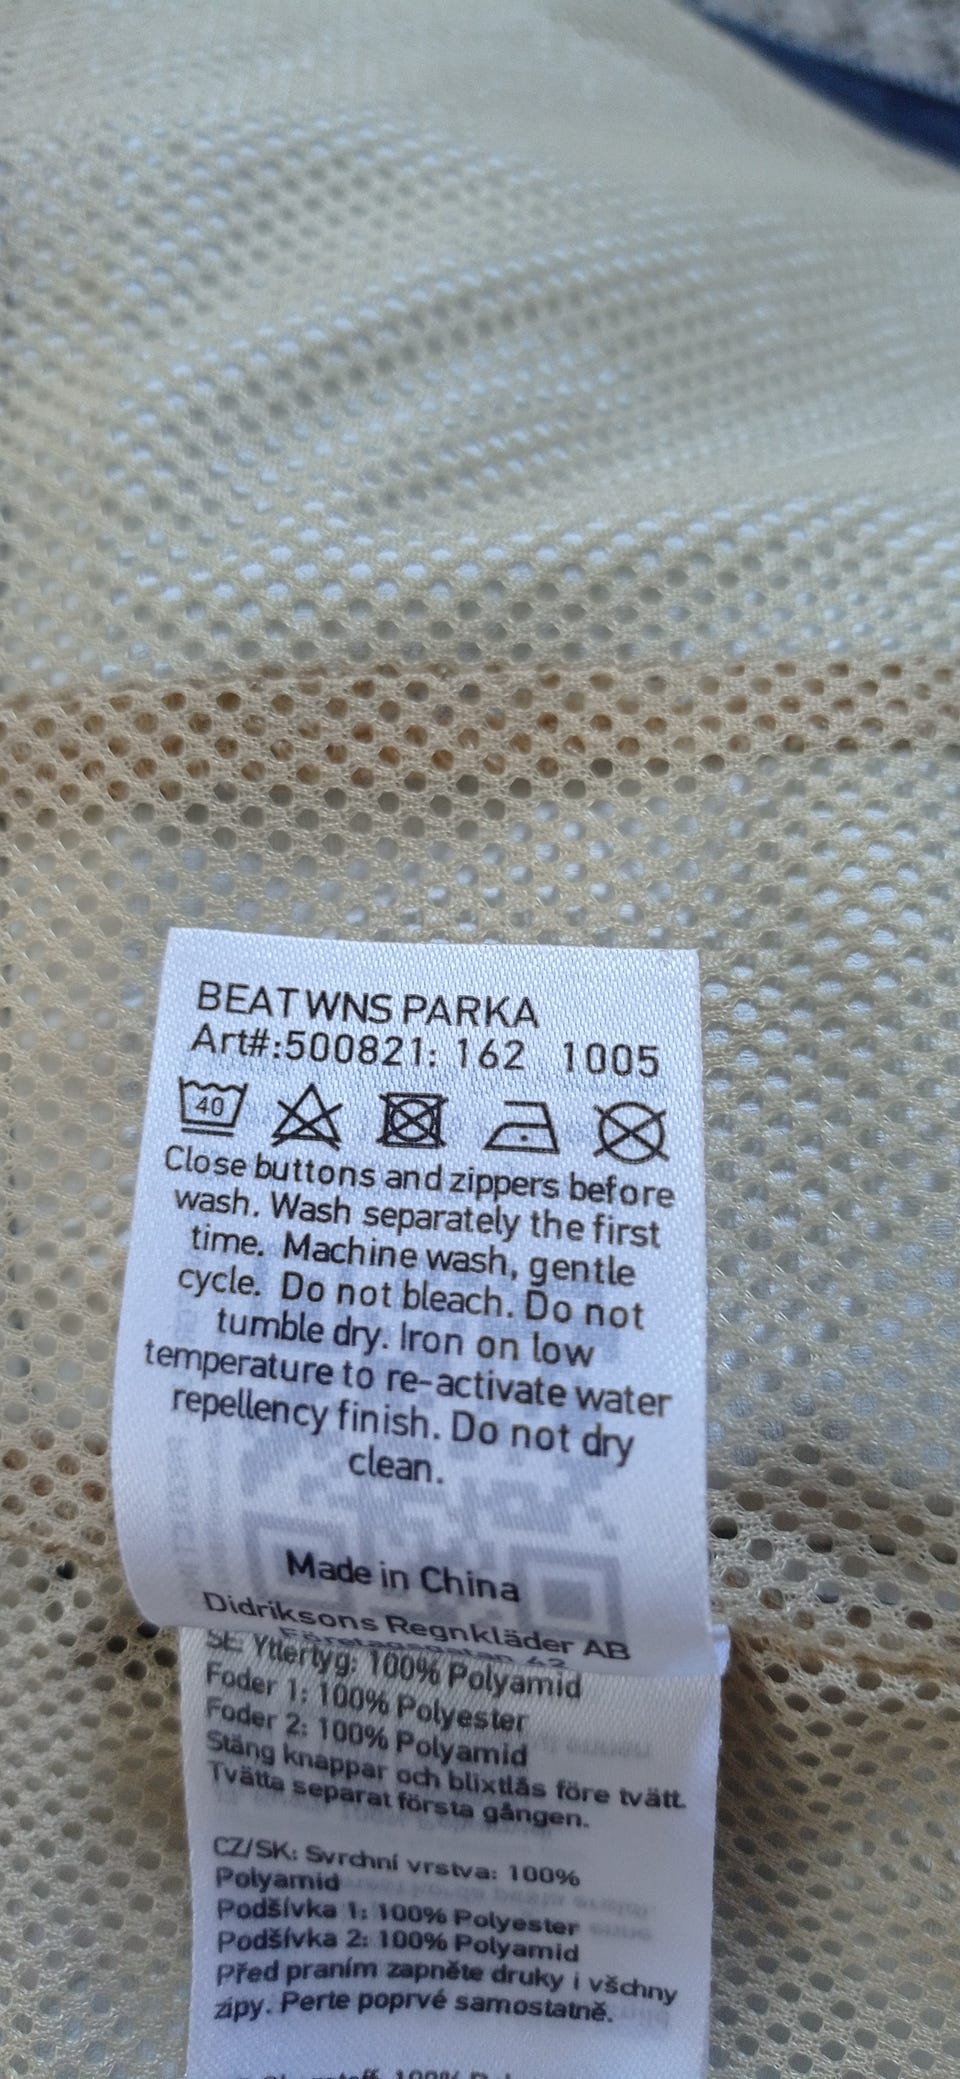 BEAT WNS PARKA
Art#:500821: 162 1005
40
Close buttons and zippers before
wash. Wash separately the first
time. Machine wash, gentle
cycle. Do not bleach. Do not
tumble dry. Iron on low
temperature to re-activate water
repellency finish. Do not dry
clean.
Made in China
Didriksons Regnkläder AB
Företagsgatan 42
SE: Yttertyg: 100% Polyamid
Foder 1: 100% Polyester
Foder 2: 100% Polyamid
Stäng knappar och blixtlås före tvätt.
Tvätta separat första gången.
CZ/SK: Svrchní vrstva: 100%
Polyamid
Podšívka 1: 100% Polyester
Podšívka 2: 100% Polyamid
Před praním zapněte druky i všchny
zipy. Perte poprvé samostatně.
100%